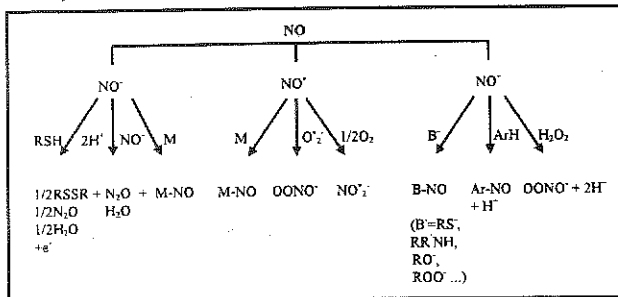 NO
NO⁻ NO• NO⁺
RSH 2H⁺ NO⁻ M M O•₂⁻ 1/2O₂ B⁻ ArH H₂O₂
1/2RSSR + N₂O + M-NO M-NO OONO⁻ NO•₂⁻ B-NO Ar-NO OONO⁻ + 2H⁻
1/2N₂O H₂O + H⁻
1/2H₂O (B⁻=RS⁻,
+e⁻ RR'NH,
RO⁻,
ROO⁻ ...)